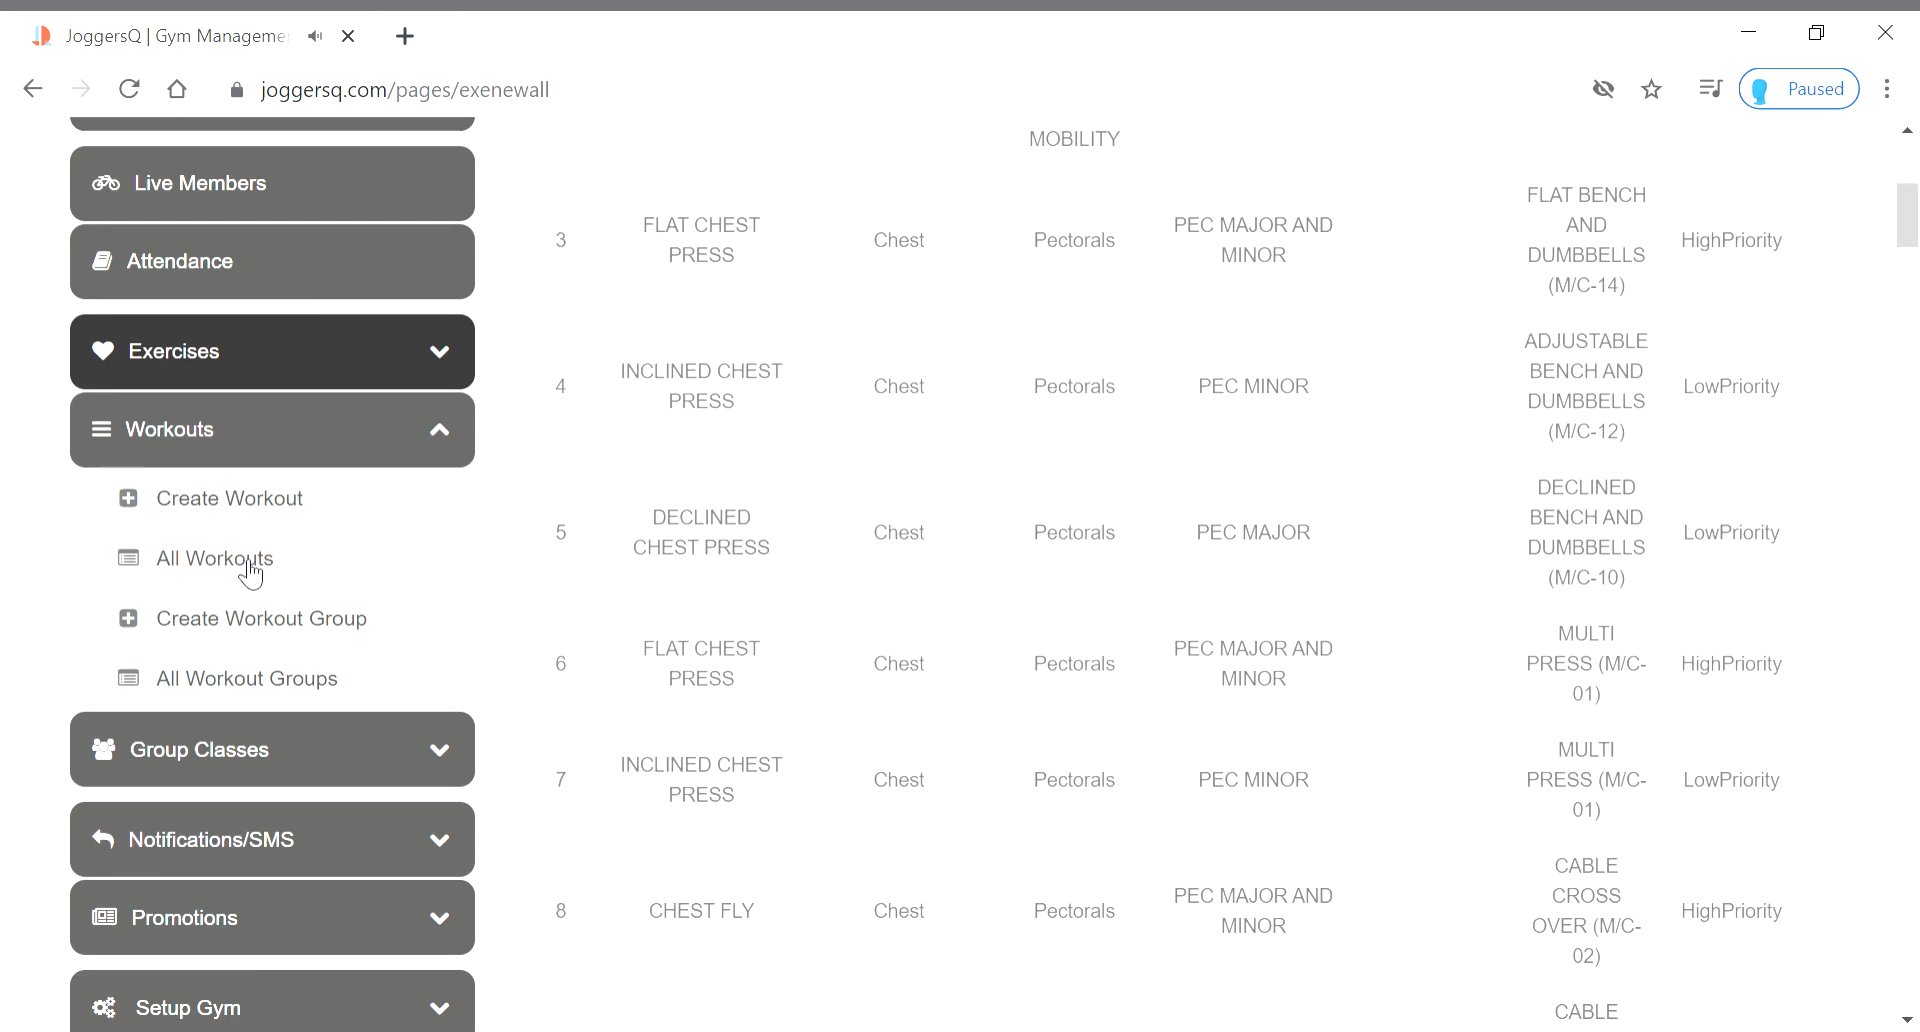 JoggersQ | Gym Manageme
joggersq.com/pages/exenewall
Paused
Live Members
Attendance
Exercises
Workouts
Create Workout
All Workouts
Create Workout Group
All Workout Groups
Group Classes
Notifications/SMS
Promotions
Setup Gym
MOBILITY
3
FLAT CHEST
PRESS
Chest
Pectorals
PEC MAJOR AND
MINOR
FLAT BENCH
AND
DUMBBELLS
(M/C-14)
HighPriority
4
INCLINED CHEST
PRESS
Chest
Pectorals
PEC MINOR
ADJUSTABLE
BENCH AND
DUMBBELLS
(M/C-12)
LowPriority
5
DECLINED
CHEST PRESS
Chest
Pectorals
PEC MAJOR
DECLINED
BENCH AND
DUMBBELLS
(M/C-10)
LowPriority
6
FLAT CHEST
PRESS
Chest
Pectorals
PEC MAJOR AND
MINOR
MULTI
PRESS (M/C-
01)
HighPriority
7
INCLINED CHEST
PRESS
Chest
Pectorals
PEC MINOR
MULTI
PRESS (M/C-
01)
LowPriority
8
CHEST FLY
Chest
Pectorals
PEC MAJOR AND
MINOR
CABLE
CROSS
OVER (M/C-
02)
HighPriority
CABLE